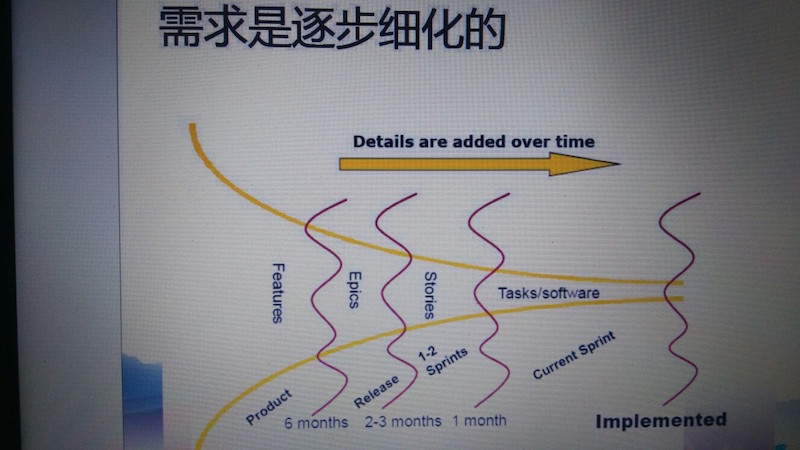 需求是逐步细化的
Details are added over time
Features
Epics
Stories
Tasks/software
Product
Release
1-2
Sprints
Current Sprint
6 months
2-3 months
1 month
Implemented